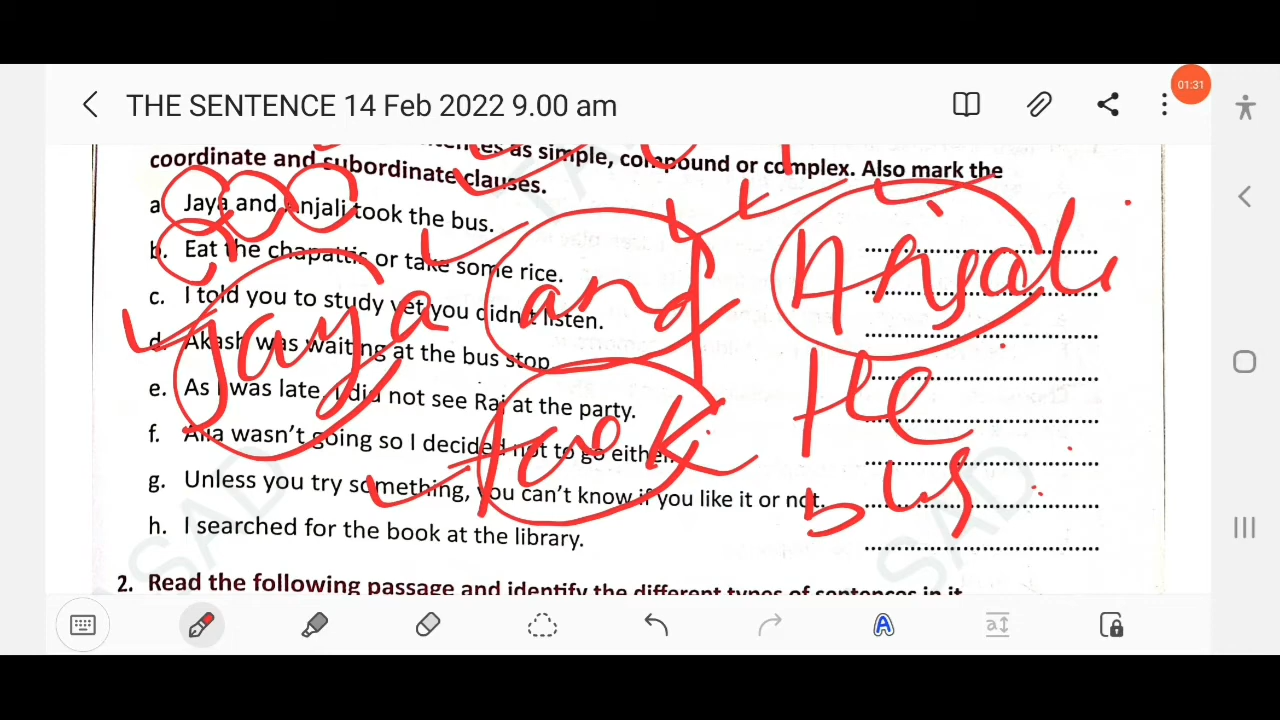 01:31
THE SENTENCE 14 Feb 2022 9.00 am
as simple, compound or complex. Also mark the
coordinate and subordinate clauses.
a Jaya and Anjali took the bus.
b. Eat the chapattis or take some rice.
c. I told you to study yet you didn't listen.
d. Akash was waiting at the bus stop
e. As I was late, I did not see Raj at the party.
f. wasn't going so I decided not to go either.
g. Unless you try something, you can't know if you like it or not.
h. I searched for the book at the library.
Jaya and Anjali
took the
bus
2. Read the following passage and identify the different types of sentences in it
SAD
SAD